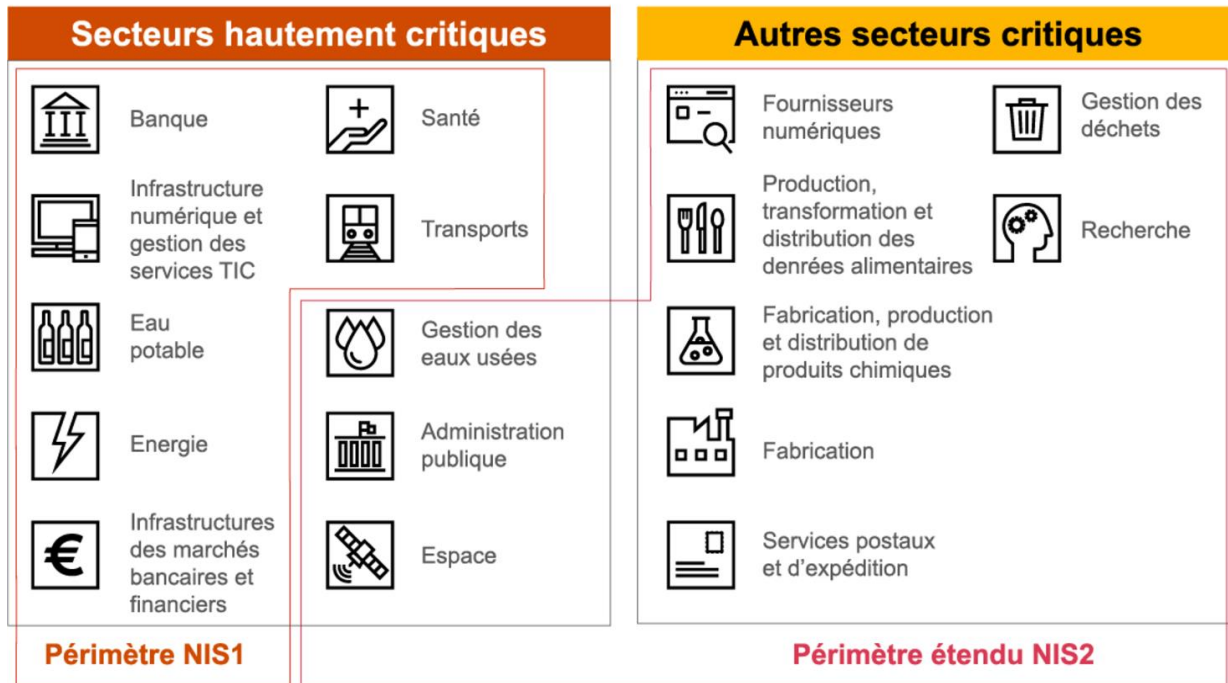 Secteurs hautement critiques
Banque
Infrastructure
numérique et
gestion des
services TIC
Eau
potable
Energie
€
Infrastructures
des marchés
bancaires et
financiers
Santé
Transports
Gestion des
eaux usées
Administration
publique
Espace
Périmètre NIS1
Autres secteurs critiques
Fournisseurs
numériques
Production,
transformation et
distribution des
denrées alimentaires
Fabrication, production
et distribution de
produits chimiques
Fabrication
Services postaux
et d'expédition
Gestion des
déchets
Recherche
Périmètre étendu NIS2